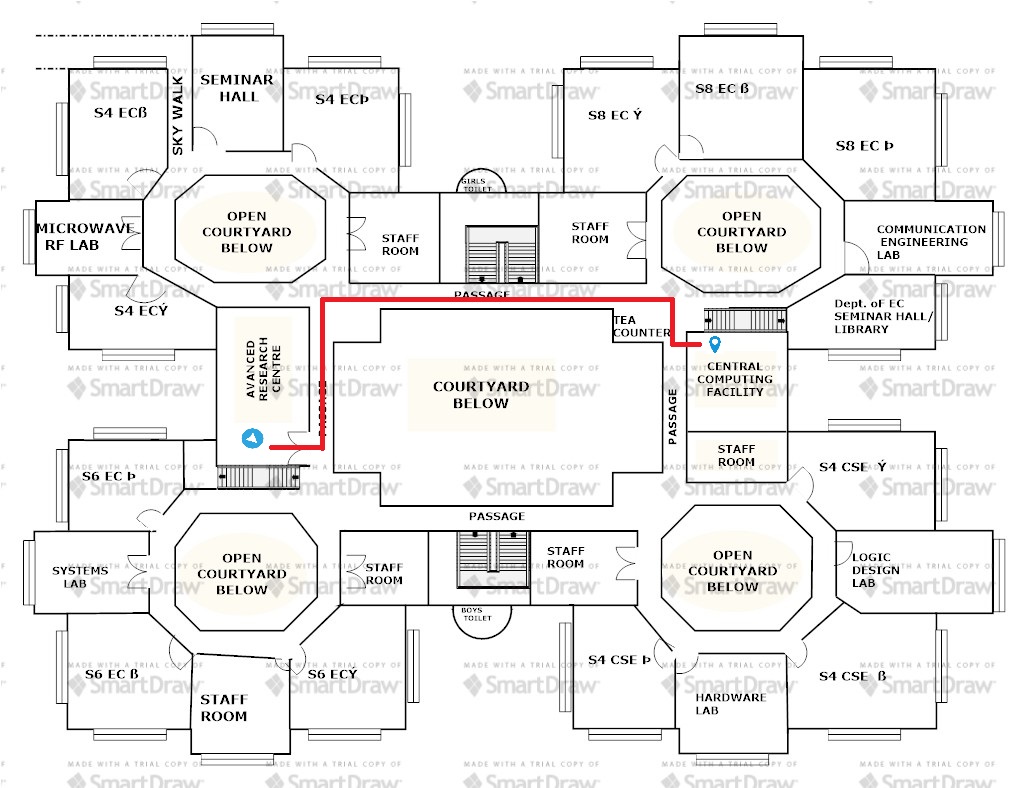 SEMINAR
HALL
S4 ECß
S4 ECÞ
SKY WALK
S8 EC Ý
S8 EC ß
S8 EC Þ
GIRLS
TOILET
MICROWAVE
RF LAB
OPEN
COURTYARD
BELOW
STAFF
ROOM
STAFF
ROOM
OPEN
COURTYARD
BELOW
COMMUNICATION
ENGINEERING
LAB
S4 ECÝ
PASSAGE
TEA
COUNTER
Dept. of EC
SEMINAR HALL/
LIBRARY
AVANCED
RESEARCH
CENTRE
PASSAGE
COURTYARD
BELOW
PASSAGE
CENTRAL
COMPUTING
FACILITY
STAFF
ROOM
S6 EC Þ
S4 CSE Ý
PASSAGE
SYSTEMS
LAB
OPEN
COURTYARD
BELOW
STAFF
ROOM
STAFF
ROOM
OPEN
COURTYARD
BELOW
LOGIC
DESIGN
LAB
BOYS
TOILET
S6 EC ß
STAFF
ROOM
S6 ECÝ
S4 CSE Þ
HARDWARE
LAB
S4 CSE ß
MADE WITH A TRIAL COPY OF
SmartDraw